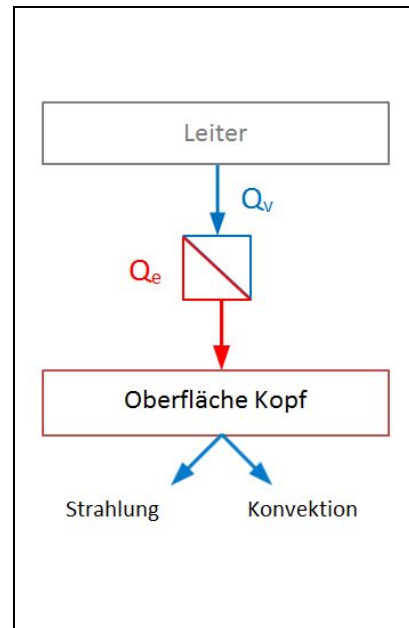 Leiter
Qv
Qe
Oberfläche Kopf
Strahlung Konvektion